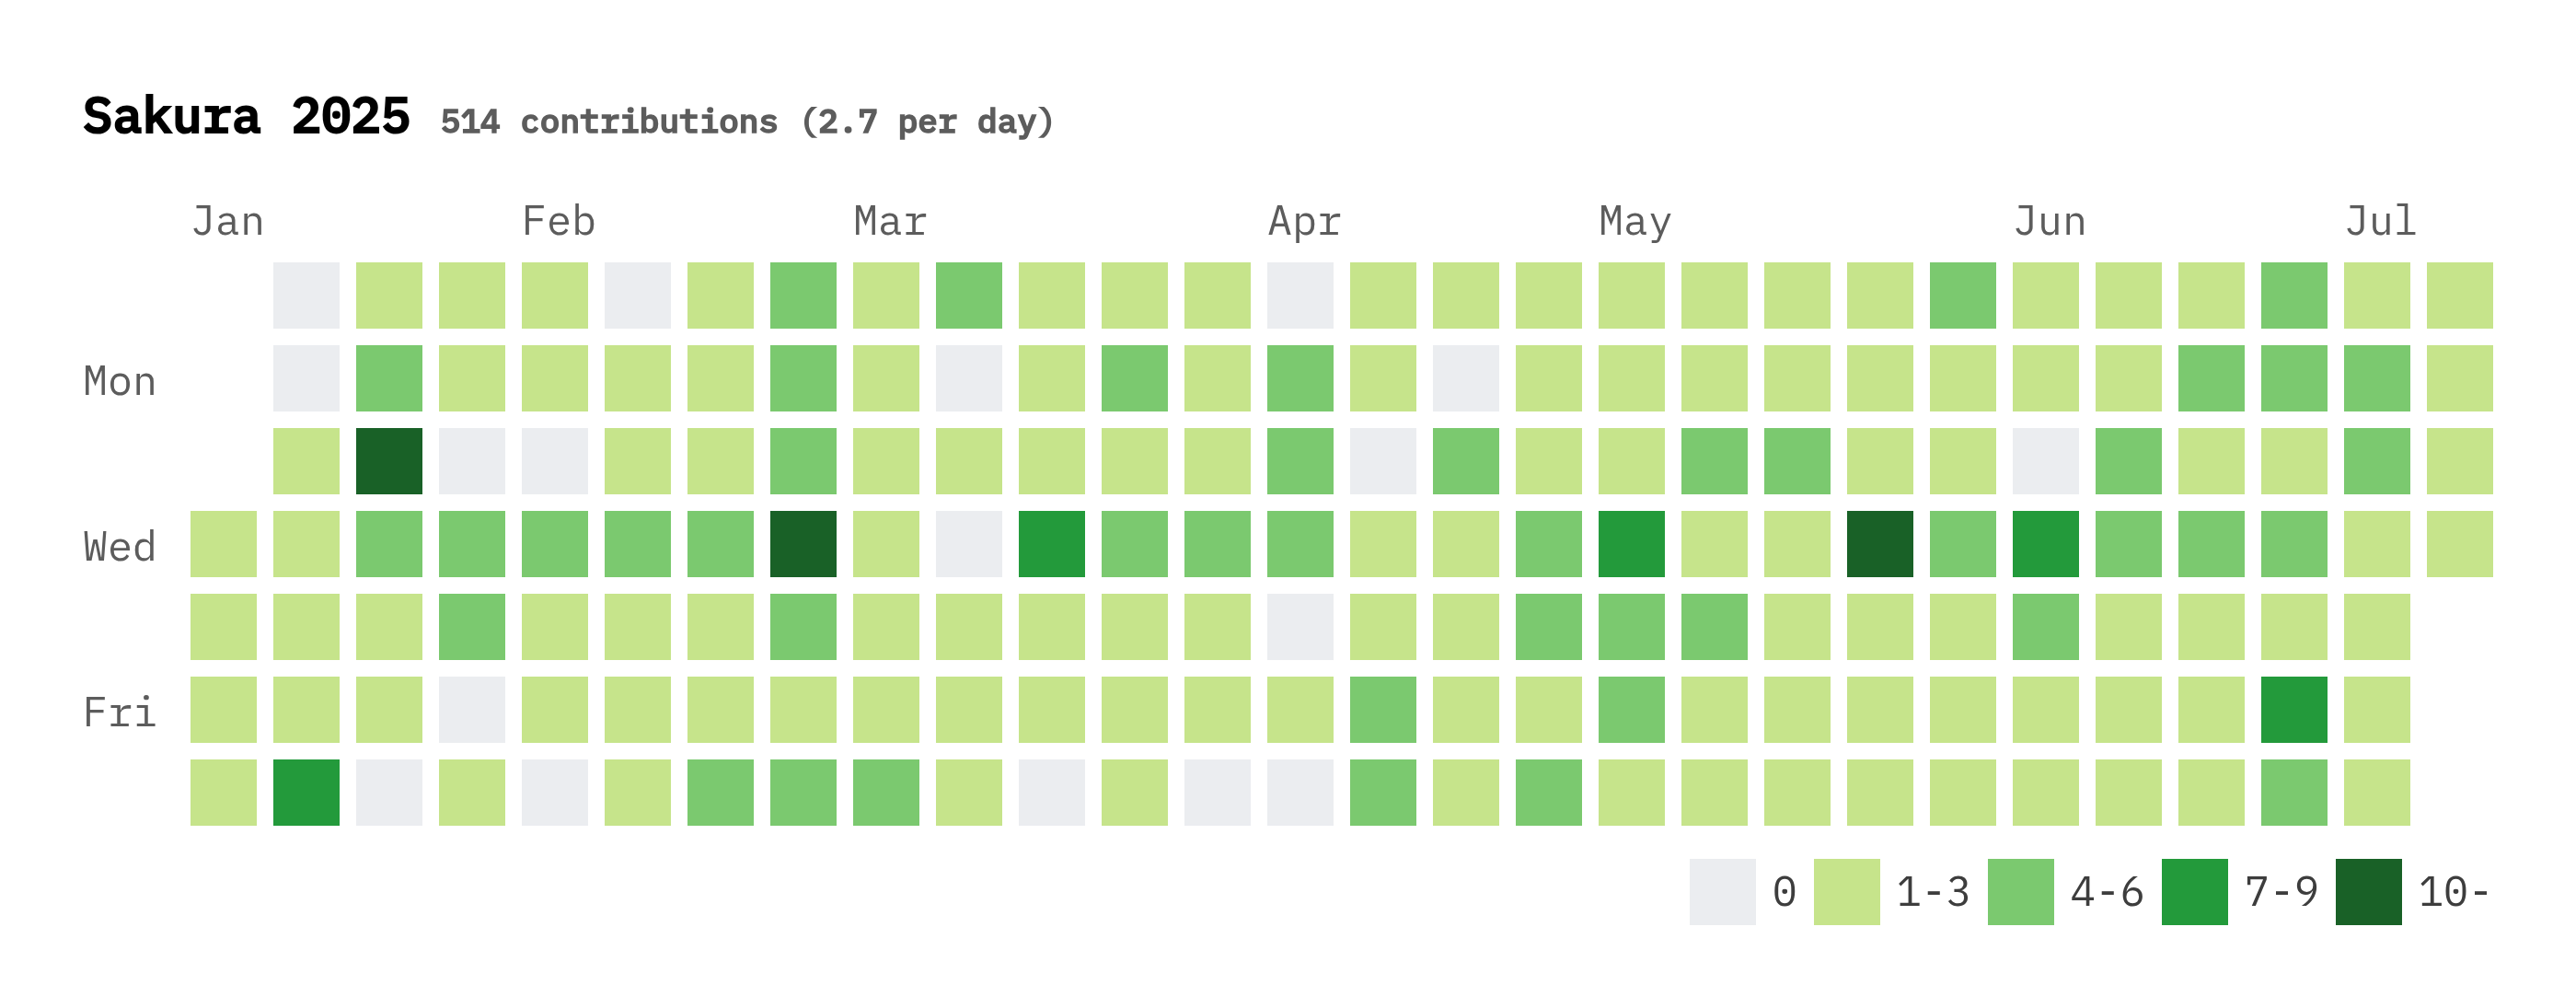 Sakura 2025 514 contributions (2.7 per day)
Jan Feb Mar Apr May Jun Jul
Mon
Wed
Fri
0 1-3 4-6 7-9 10-